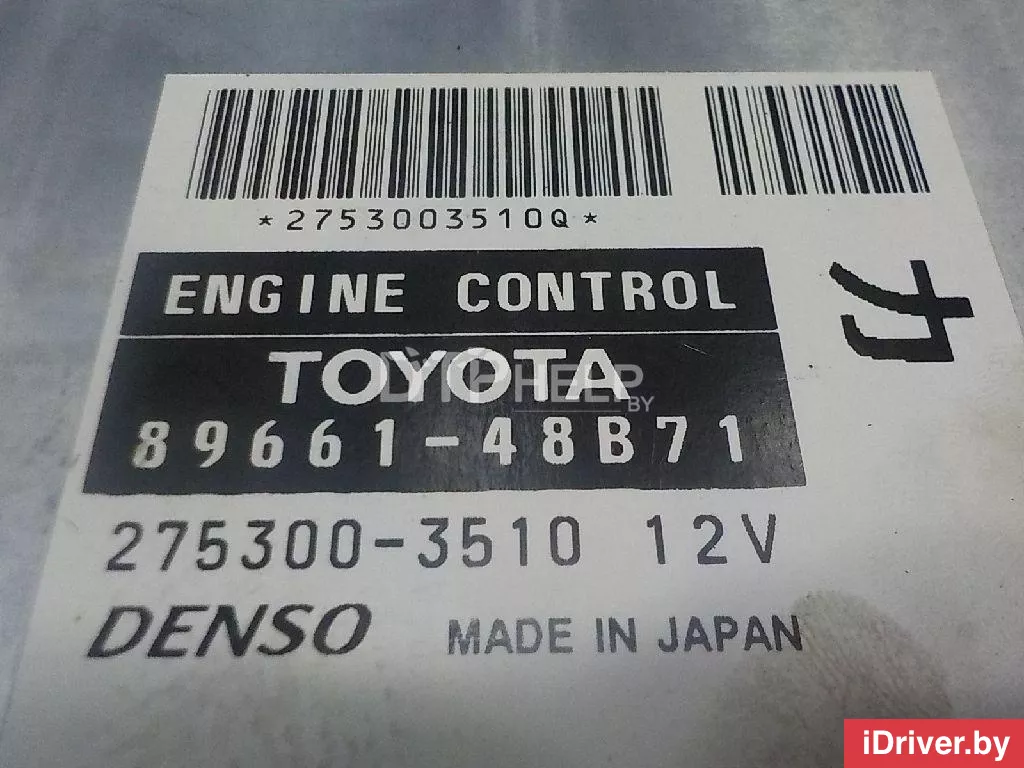 *2753003510Q*
ENGINE CONTROL
TOYOTA
89661-48B71
275300-3510 12V
DENSO MADE IN JAPAN
iDriver.by